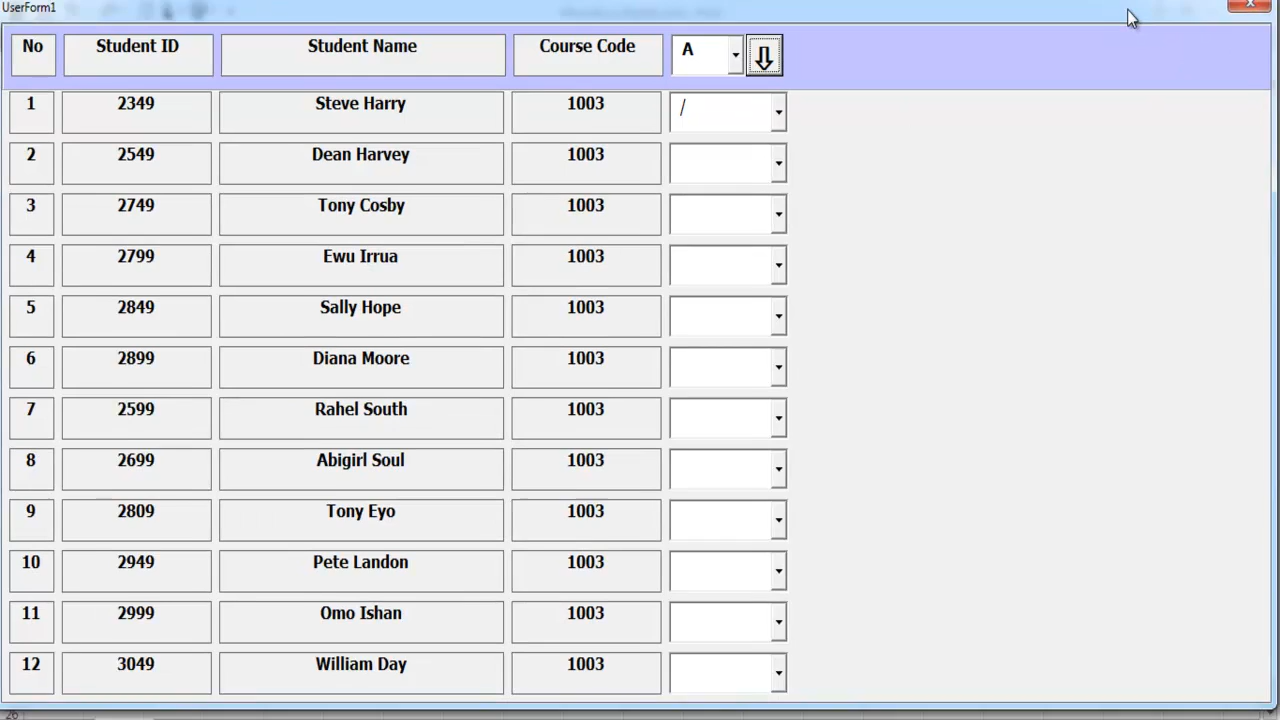 UserForm1
No Student ID Student Name Course Code A
1 2349 Steve Harry 1003 /
2 2549 Dean Harvey 1003
3 2749 Tony Cosby 1003
4 2799 Ewu Irrua 1003
5 2849 Sally Hope 1003
6 2899 Diana Moore 1003
7 2599 Rahel South 1003
8 2699 Abigirl Soul 1003
9 2809 Tony Eyo 1003
10 2949 Pete Landon 1003
11 2999 Omo Ishan 1003
12 3049 William Day 1003